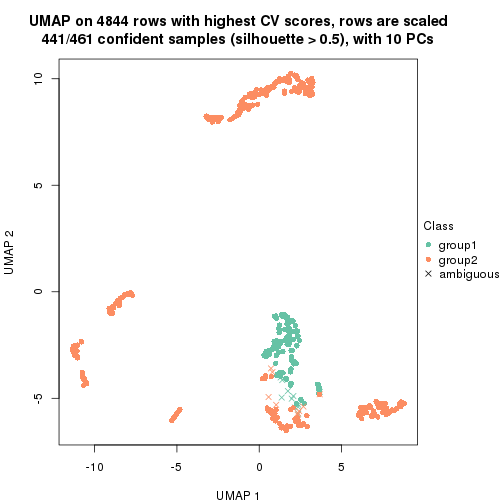 UMAP on 4844 rows with highest CV scores, rows are scaled
441/461 confident samples (silhouette > 0.5), with 10 PCs
10
5
0
-5
UMAP 2
-10
-5
0
5
UMAP 1
Class
group1
group2
ambiguous